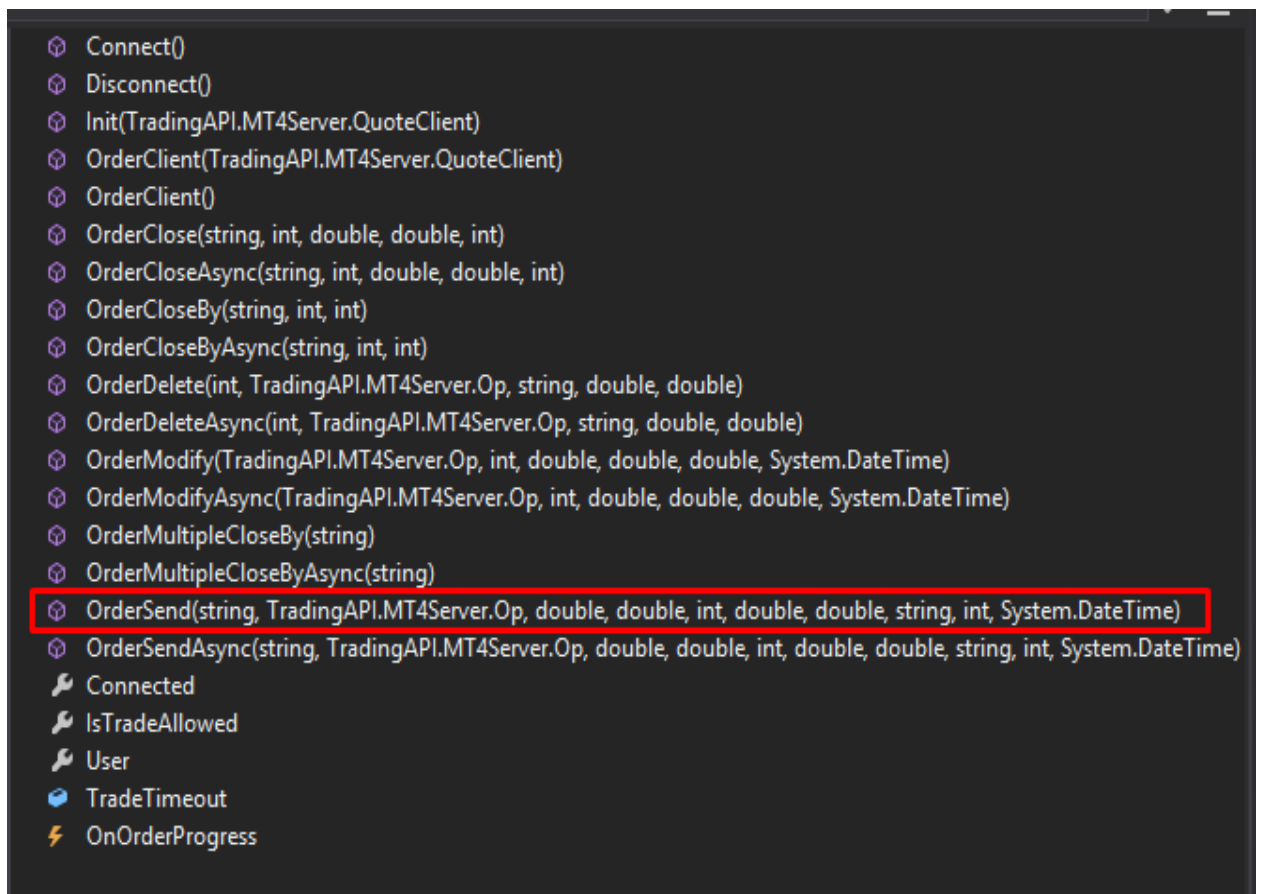 Connect()
Disconnect()
Init(TradingAPI.MT4Server.QuoteClient)
OrderClient(TradingAPI.MT4Server.QuoteClient)
OrderClient()
OrderClose(string, int, double, double, int)
OrderCloseAsync(string, int, double, double, int)
OrderCloseBy(string, int, int)
OrderCloseByAsync(string, int, int)
OrderDelete(int, TradingAPI.MT4Server.Op, string, double, double)
OrderDeleteAsync(int, TradingAPI.MT4Server.Op, string, double, double)
OrderModify(TradingAPI.MT4Server.Op, int, double, double, double, System.DateTime)
OrderModifyAsync(TradingAPI.MT4Server.Op, int, double, double, double, System.DateTime)
OrderMultipleCloseBy(string)
OrderMultipleCloseByAsync(string)
OrderSend(string, TradingAPI.MT4Server.Op, double, double, int, double, double, string, int, System.DateTime)
OrderSendAsync(string, TradingAPI.MT4Server.Op, double, double, int, double, double, string, int, System.DateTime)
Connected
IsTradeAllowed
User
TradeTimeout
OnOrderProgress